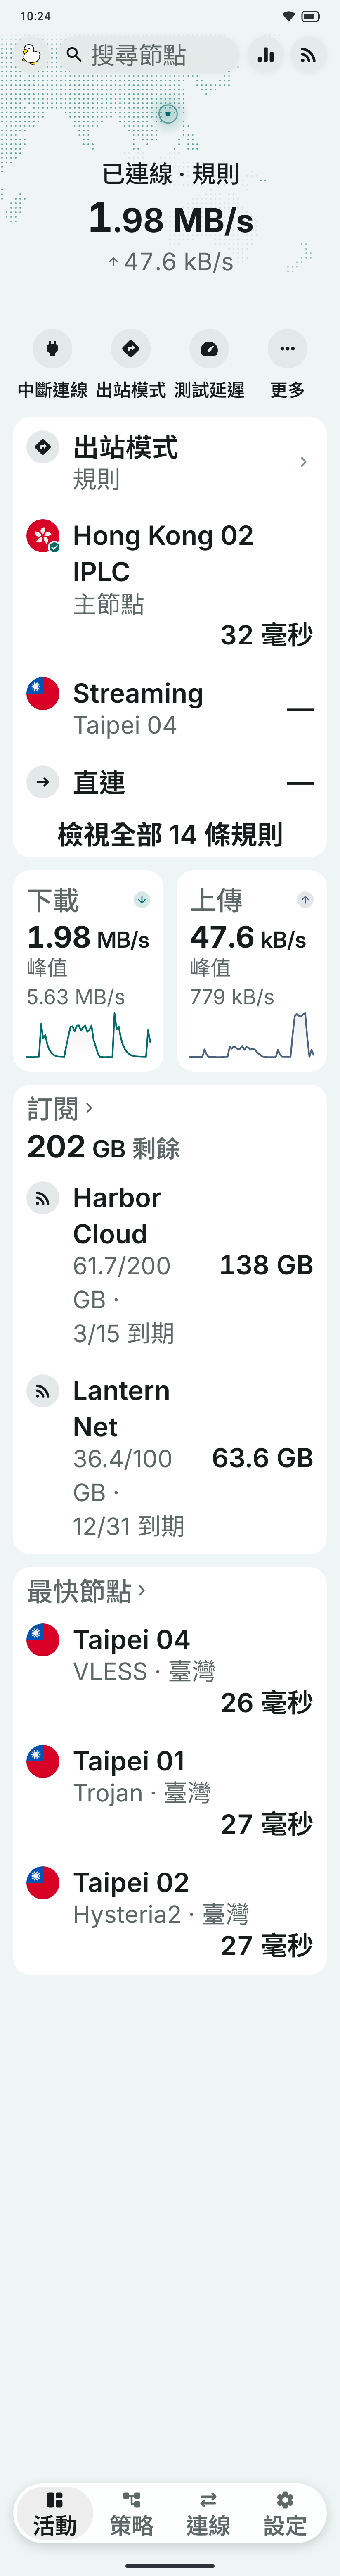 10:24
搜尋節點
已連線 · 規則
1.98 MB/s
↑ 47.6 kB/s
中斷連線 出站模式 測試延遲 更多
出站模式
規則
Hong Kong 02
IPLC
主節點
32 毫秒
Streaming
Taipei 04
—
直連
—
檢視全部 14 條規則
下載
1.98 MB/s
峰值
5.63 MB/s
上傳
47.6 kB/s
峰值
779 kB/s
訂閱
202 GB 剩餘
Harbor
Cloud
61.7/200
GB ·
3/15 到期
138 GB
Lantern
Net
36.4/100
GB ·
12/31 到期
63.6 GB
最快節點
Taipei 04
VLESS · 臺灣
26 毫秒
Taipei 01
Trojan · 臺灣
27 毫秒
Taipei 02
Hysteria2 · 臺灣
27 毫秒
活動 策略 連線 設定